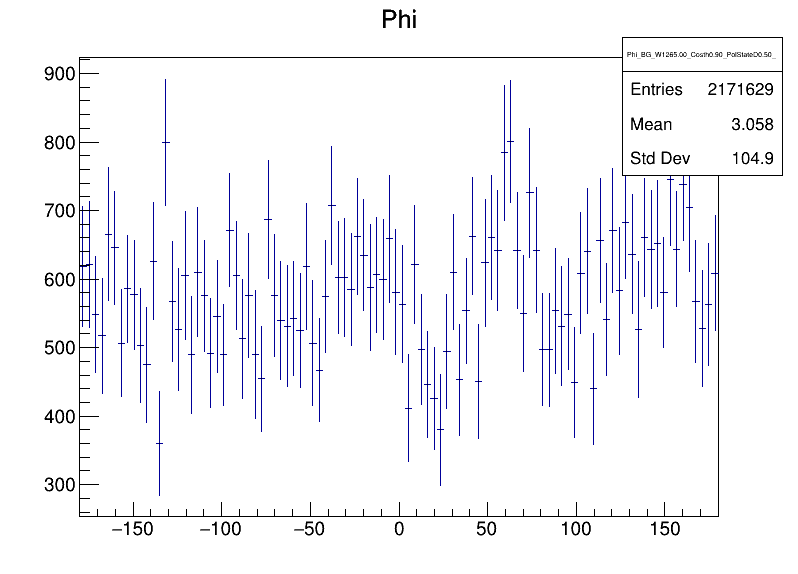 Phi
Phi_BG_W1265.00_Costh0.90_PolStateD0.50_
Entries 2171629
Mean 3.058
Std Dev 104.9
900
800
700
600
500
400
300
−150 −100 −50 0 50 100 150